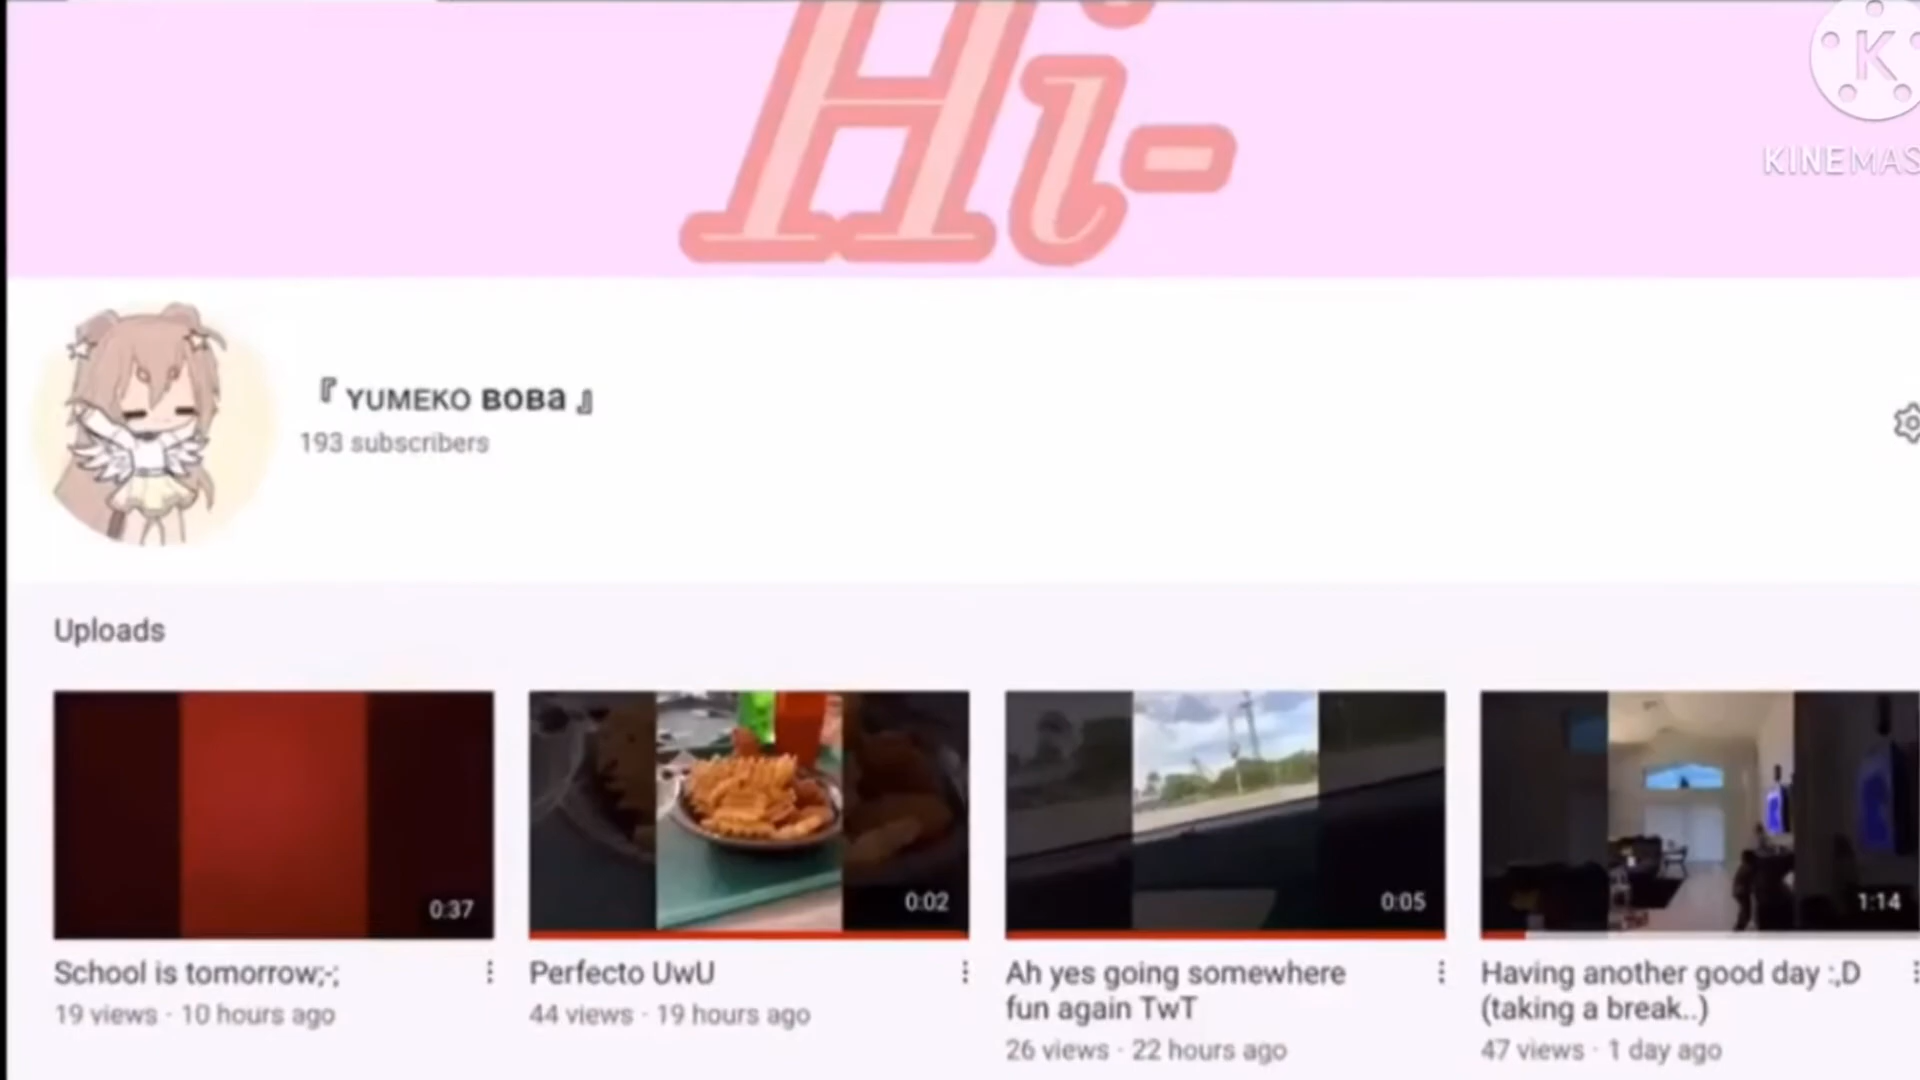 Hi-
KINEMAS
『 YUMEKO BOBa 』
193 subscribers
Uploads
0:37
0:02
0:05
1:14
School is tomorrow;-;
19 views · 10 hours ago
Perfecto UwU
44 views · 19 hours ago
Ah yes going somewhere
fun again TwT
26 views · 22 hours ago
Having another good day :,D
(taking a break..)
47 views · 1 day ago